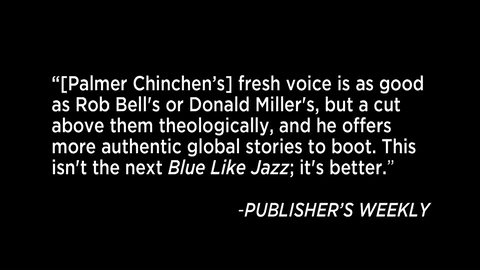 “[Palmer Chinchen’s] fresh voice is as good
as Rob Bell's or Donald Miller's, but a cut
above them theologically, and he offers
more authentic global stories to boot. This
isn't the next Blue Like Jazz; it's better.”
-PUBLISHER’S WEEKLY